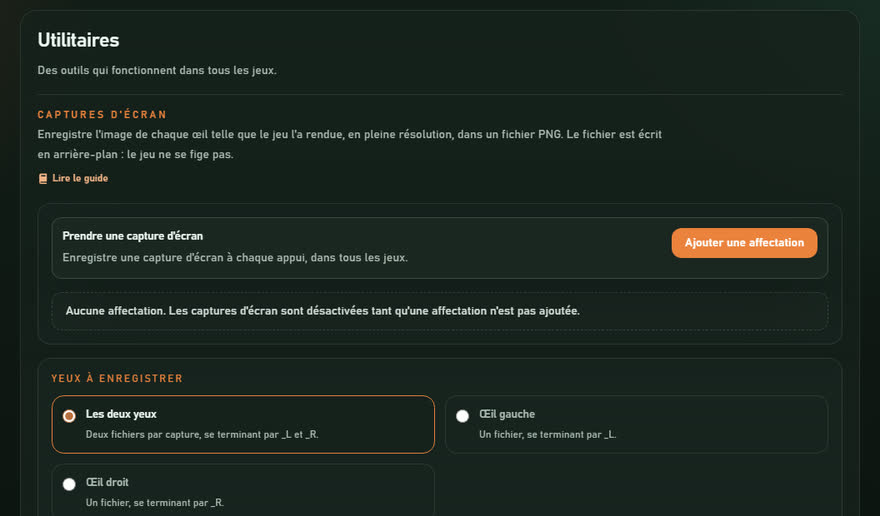 Utilitaires
Des outils qui fonctionnent dans tous les jeux.
CAPTURES D'ÉCRAN
Enregistre l'image de chaque œil telle que le jeu l'a rendue, en pleine résolution, dans un fichier PNG. Le fichier est écrit
en arrière-plan : le jeu ne se fige pas.
Lire le guide
Prendre une capture d'écran
Ajouter une affectation
Enregistre une capture d'écran à chaque appui, dans tous les jeux.
Aucune affectation. Les captures d'écran sont désactivées tant qu'une affectation n'est pas ajoutée.
YEUX À ENREGISTRER
Les deux yeux
Deux fichiers par capture, se terminant par _L et _R.
Œil gauche
Un fichier, se terminant par _L.
Œil droit
Un fichier, se terminant par _R.